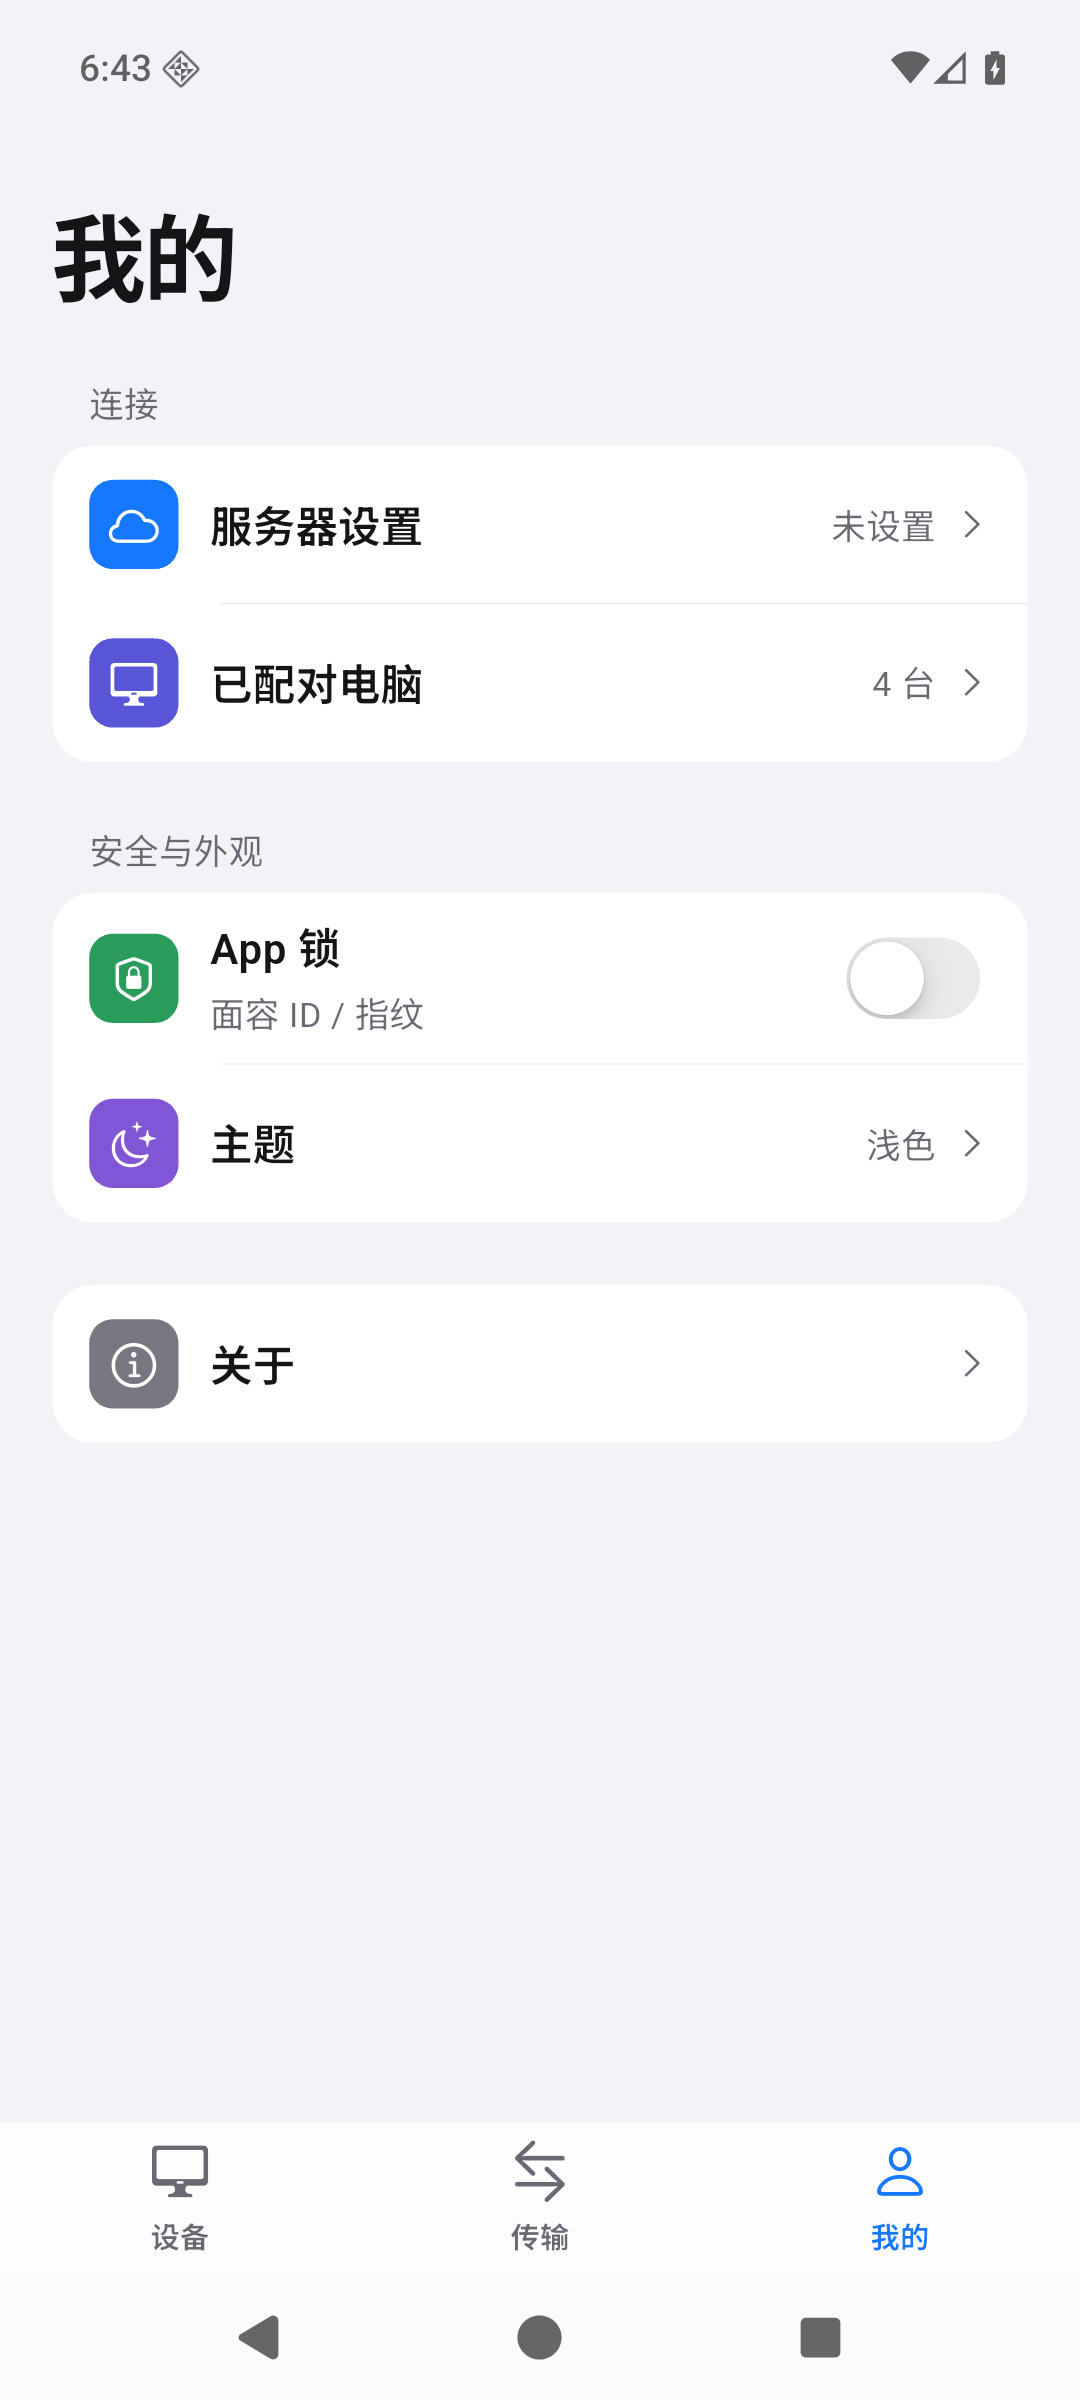 6:43
我的
连接
服务器设置
未设置
已配对电脑
4 台
安全与外观
App 锁
面容 ID / 指纹
主题
浅色
关于
设备
传输
我的